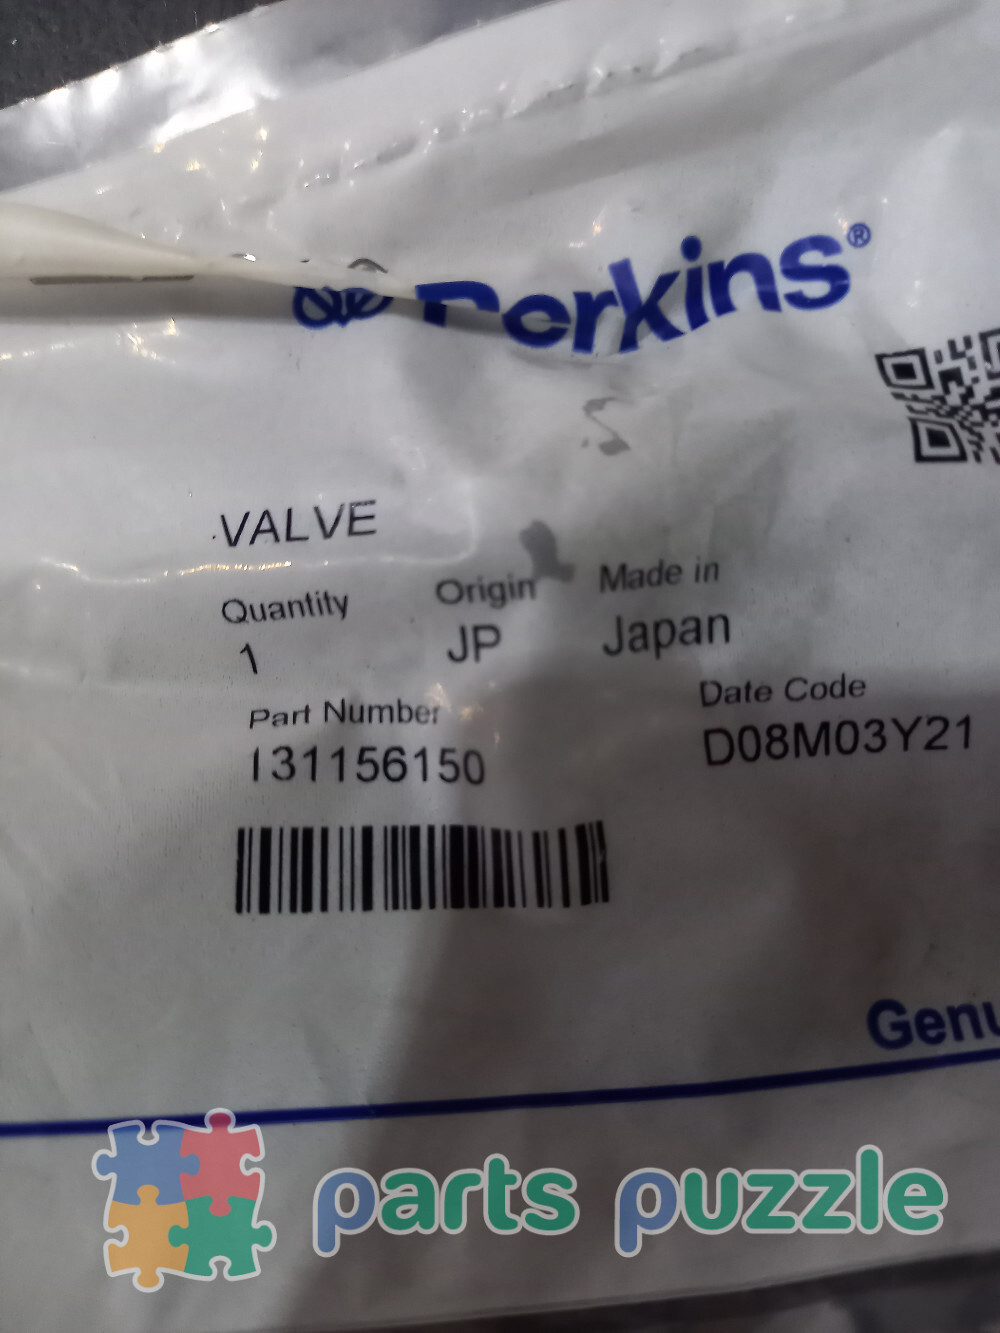 Perkins®
VALVE
Quantity Origin Made in
1 JP Japan
Part Number Date Code
131156150 D08M03Y21
parts puzzle